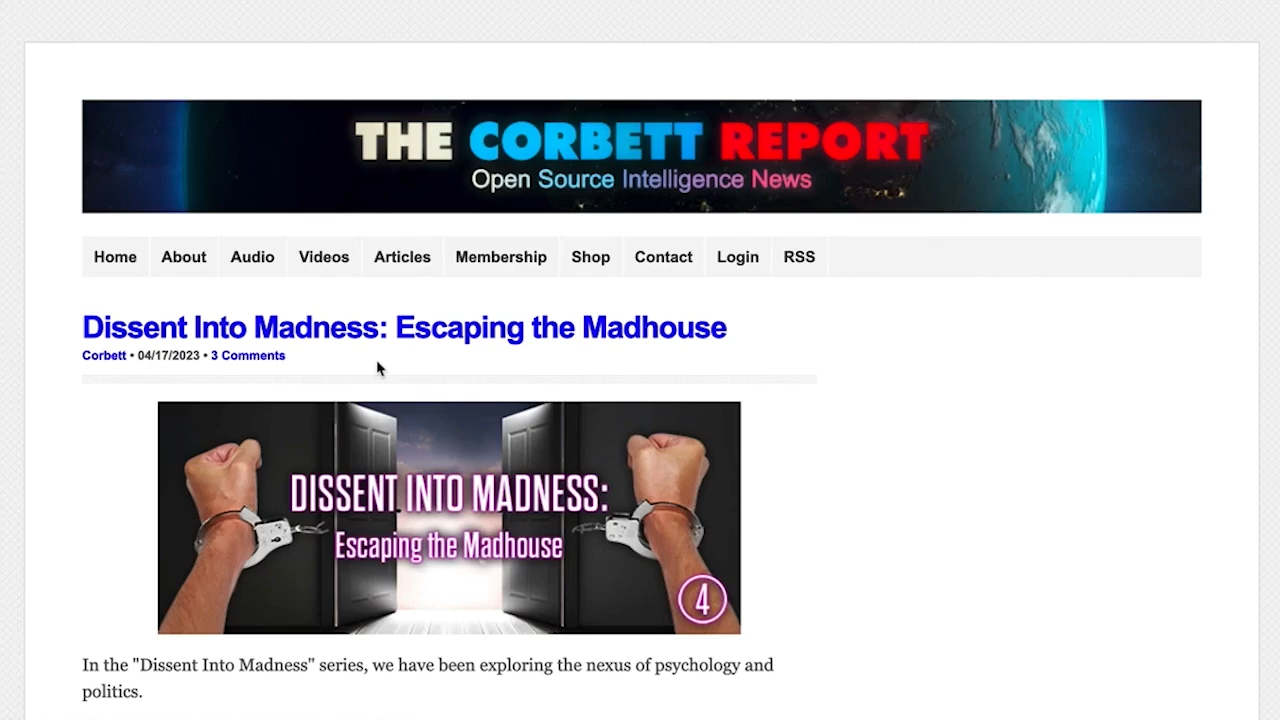 THE CORBETT REPORT
Open Source Intelligence News
Home About Audio Videos Articles Membership Shop Contact Login RSS
Dissent Into Madness: Escaping the Madhouse
Corbett • 04/17/2023 • 3 Comments
DISSENT INTO MADNESS:
Escaping the Madhouse
4
In the "Dissent Into Madness" series, we have been exploring the nexus of psychology and
politics.